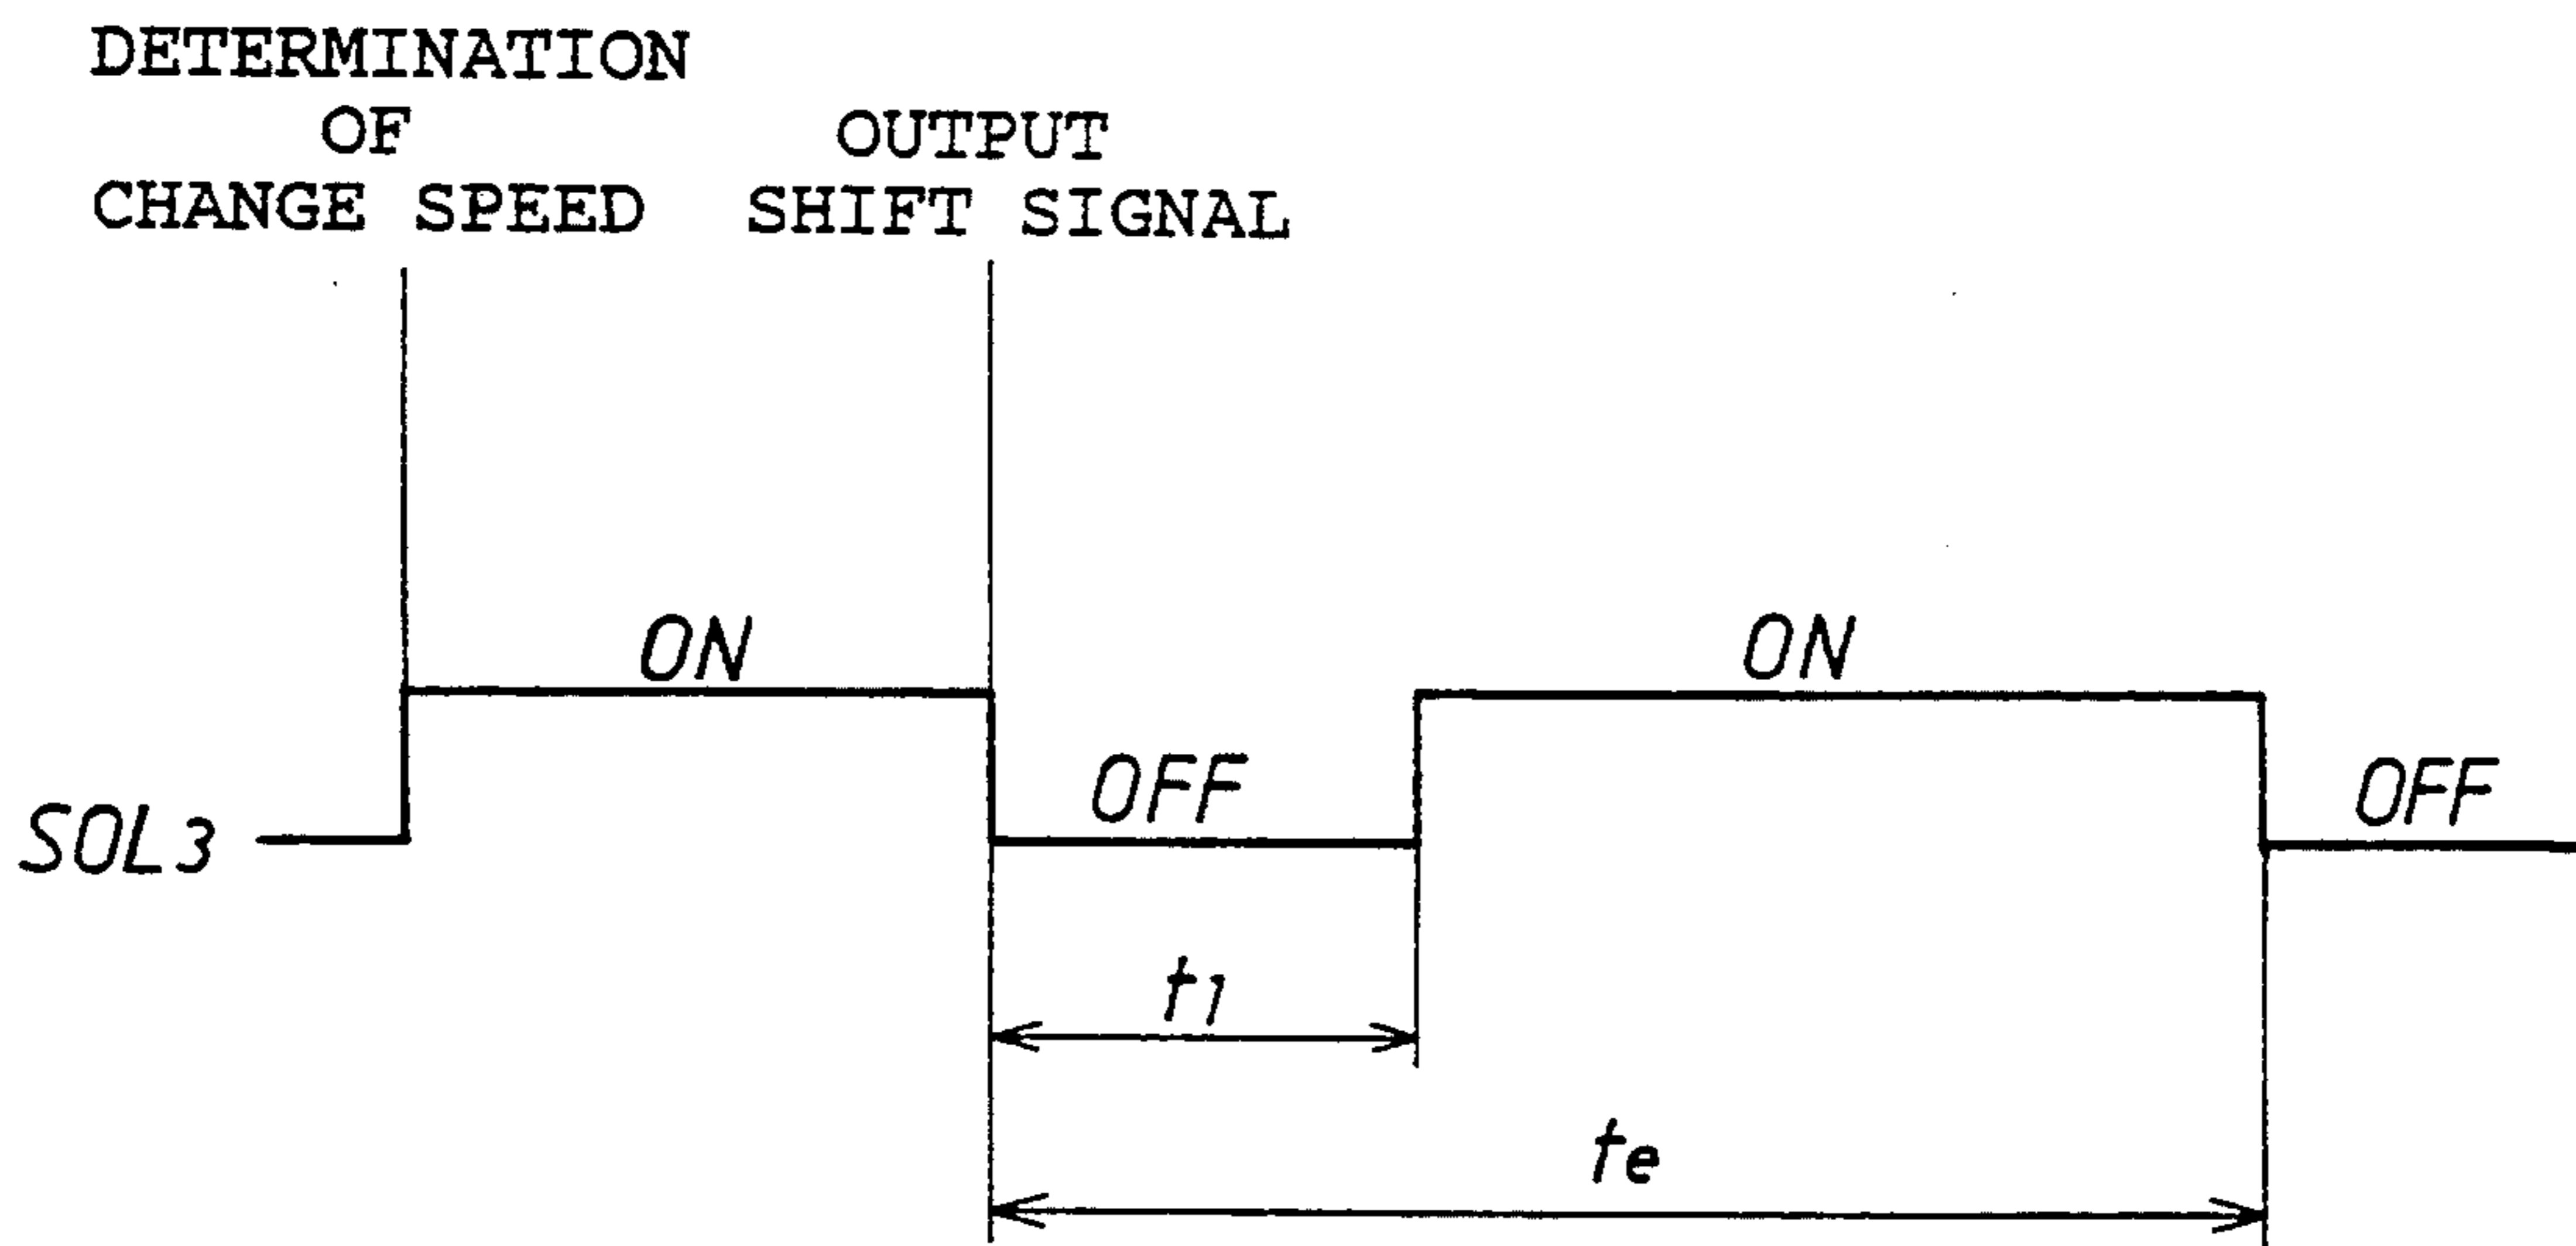 DETERMINATION
OF
CHANGE SPEED
OUTPUT
SHIFT SIGNAL
ON
ON
SOL3
OFF
OFF
t1
te